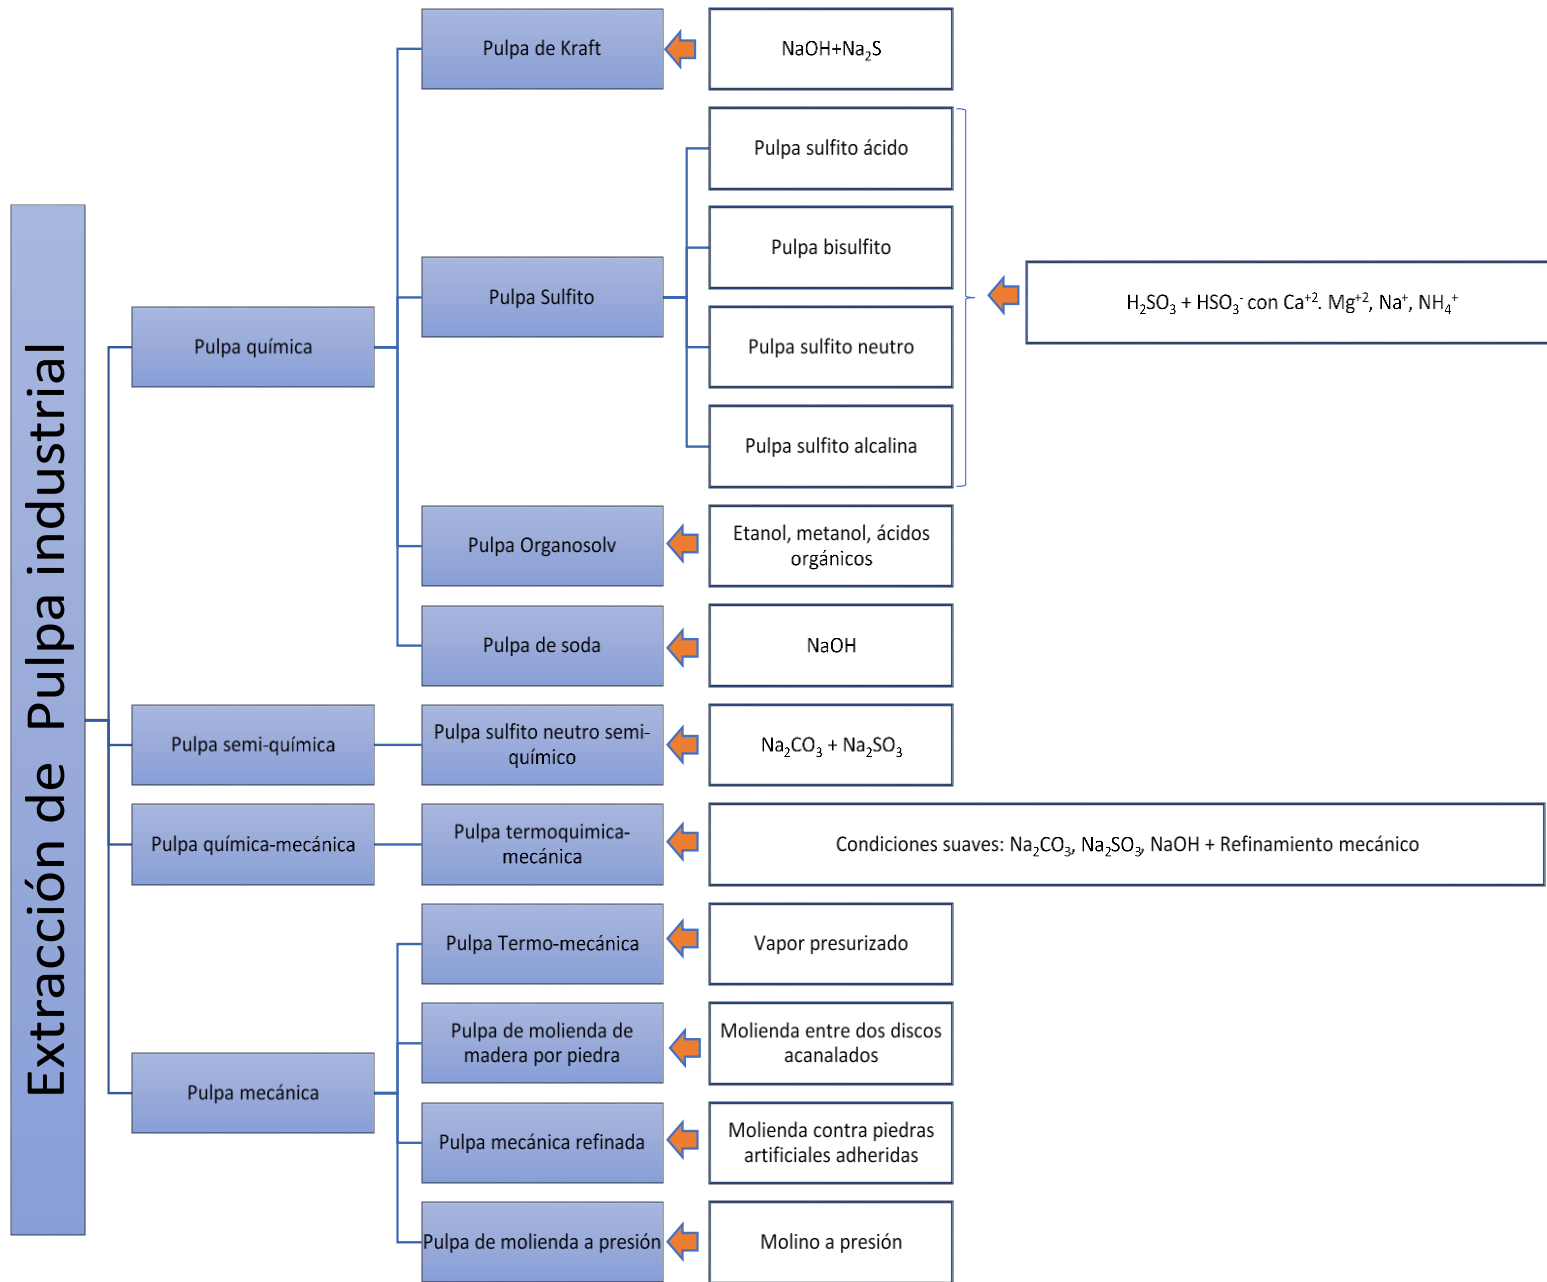 Extracción de  Pulpa industrial
Pulpa química
Pulpa de Kraft
NaOH+Na₂S
Pulpa Sulfito
Pulpa sulfito ácido
Pulpa bisulfito
Pulpa sulfito neutro
Pulpa sulfito alcalina
H₂SO₃ + HSO₃⁻ con Ca⁺². Mg⁺², Na⁺, NH₄⁺
Pulpa Organosolv
Etanol, metanol, ácidos
orgánicos
Pulpa de soda
NaOH
Pulpa semi-química
Pulpa sulfito neutro semi-
químico
Na₂CO₃ + Na₂SO₃
Pulpa química-mecánica
Pulpa termoquimica-
mecánica
Condiciones suaves: Na₂CO₃, Na₂SO₃, NaOH + Refinamiento mecánico
Pulpa mecánica
Pulpa Termo-mecánica
Vapor presurizado
Pulpa de molienda de
madera por piedra
Molienda entre dos discos
acanalados
Pulpa mecánica refinada
Molienda contra piedras
artificiales adheridas
Pulpa de molienda a presión
Molino a presión